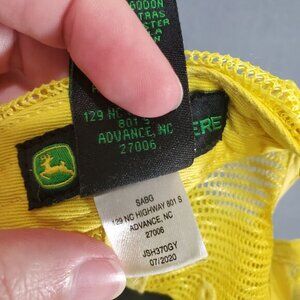 129 NC
801 S
ADVANCE, NC
27006
ERE
SABG
129 NC HIGHWAY 801 S
ADVANCE, NC
27006
JSH370GY
07/2020